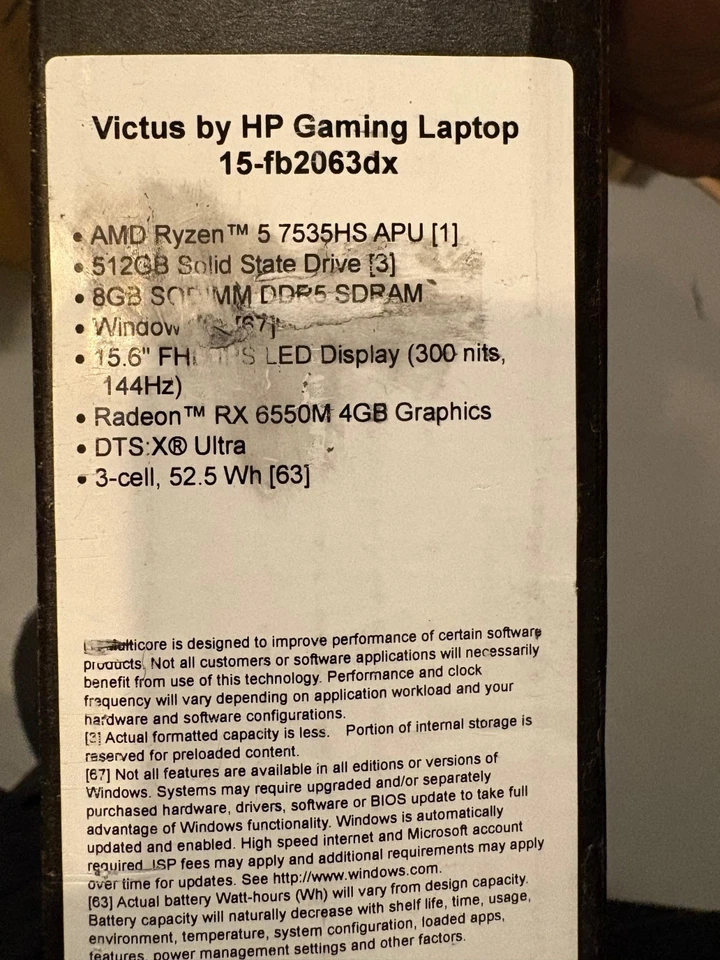 Victus by HP Gaming Laptop
15-fb2063dx
• AMD Ryzen™ 5 7535HS APU [1]
• 512GB Solid State Drive [3]
• 8GB DDR5 SDRAM
• [67]
• 15.6" LED Display (300 nits,
144Hz)
• Radeon™ RX 6550M 4GB Graphics
• DTS:X® Ultra
• 3-cell, 52.5 Wh [63]
is designed to improve performance of certain software
products. Not all customers or software applications will necessarily
benefit from use of this technology. Performance and clock
frequency will vary depending on application workload and your
hardware and software configurations.
[3] Actual formatted capacity is less. Portion of internal storage is
reserved for preloaded content.
[67] Not all features are available in all editions or versions of
Windows. Systems may require upgraded and/or separately
purchased hardware, drivers, software or BIOS update to take full
advantage of Windows functionality. Windows is automatically
updated and enabled. High speed internet and Microsoft account
required. ISP fees may apply and additional requirements may apply
over time for updates. See http://www.windows.com.
[63] Actual battery Watt-hours (Wh) will vary from design capacity.
Battery capacity will naturally decrease with shelf life, time, usage,
environment, temperature, system configuration, loaded apps,
features, power management settings and other factors.